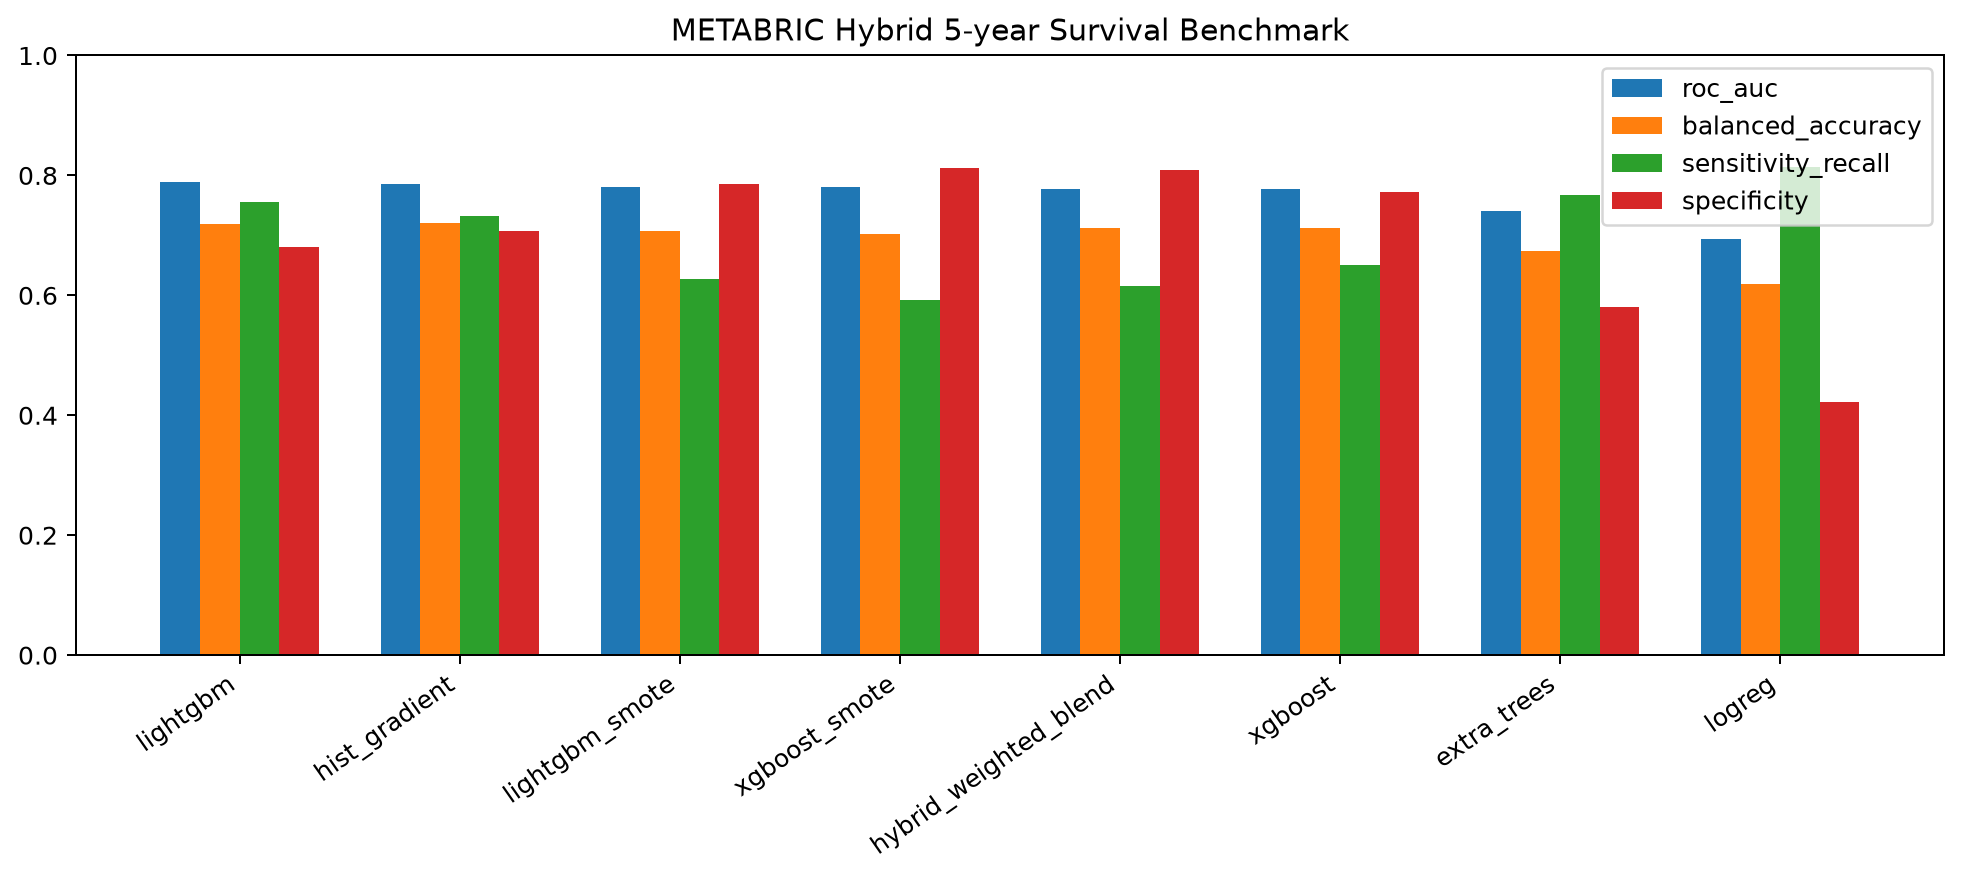 METABRIC Hybrid 5-year Survival Benchmark
1.0
0.8
0.6
0.4
0.2
0.0
roc_auc
balanced_accuracy
sensitivity_recall
specificity
lightgbm
hist_gradient
lightgbm_smote
xgboost_smote
hybrid_weighted_blend
xgboost
extra_trees
logreg